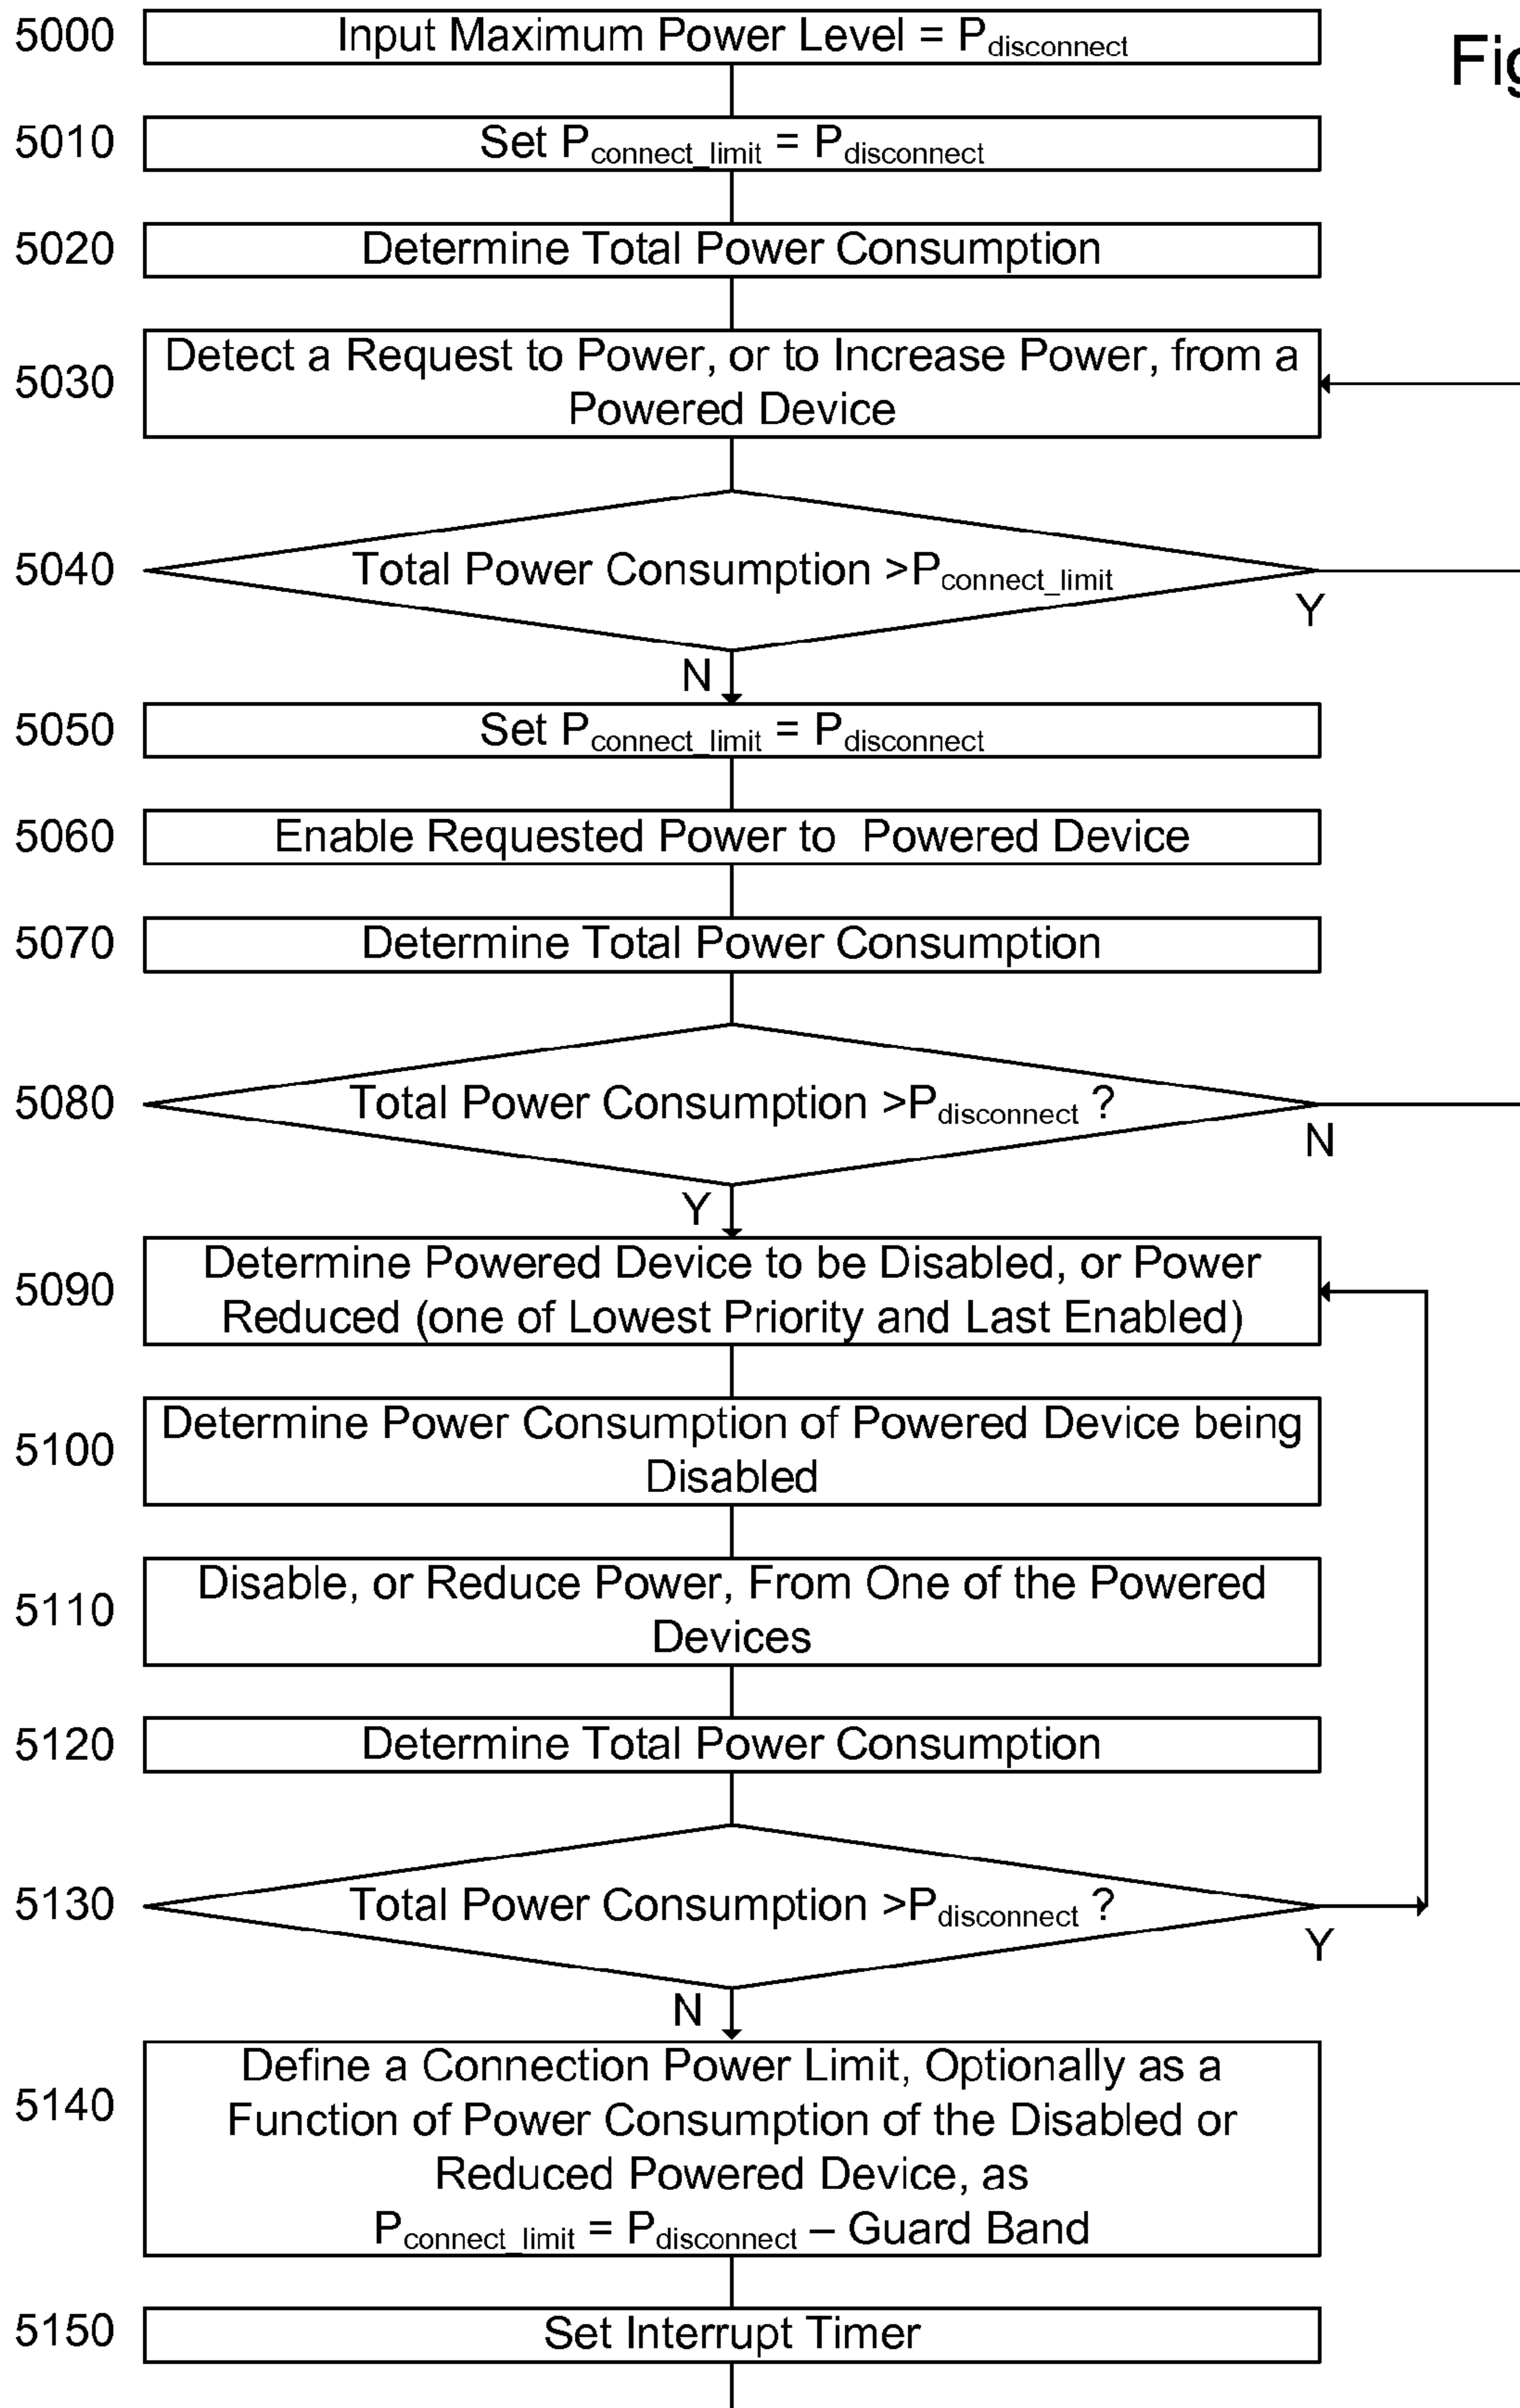 5000 Input Maximum Power Level = Pdisconnect
Fig
5010 Set Pconnect_limit = Pdisconnect
5020 Determine Total Power Consumption
5030 Detect a Request to Power, or to Increase Power, from a
Powered Device
5040 Total Power Consumption >Pconnect_limit
Y
N
5050 Set Pconnect_limit = Pdisconnect
5060 Enable Requested Power to Powered Device
5070 Determine Total Power Consumption
5080 Total Power Consumption >Pdisconnect ?
N
Y
5090 Determine Powered Device to be Disabled, or Power
Reduced (one of Lowest Priority and Last Enabled)
5100 Determine Power Consumption of Powered Device being
Disabled
5110 Disable, or Reduce Power, From One of the Powered
Devices
5120 Determine Total Power Consumption
5130 Total Power Consumption >Pdisconnect ?
Y
N
5140 Define a Connection Power Limit, Optionally as a
Function of Power Consumption of the Disabled or
Reduced Powered Device, as
Pconnect_limit = Pdisconnect – Guard Band
5150 Set Interrupt Timer